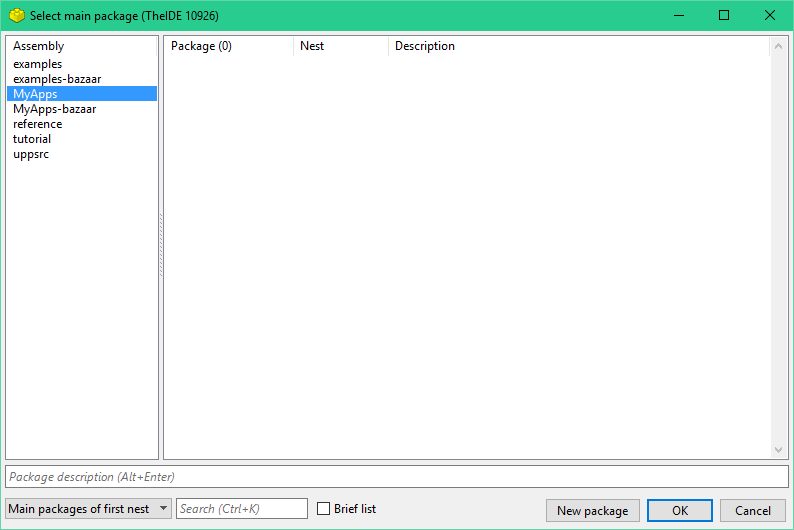 Select main package (TheIDE 10926)
Assembly
Package (0) Nest Description
examples
examples-bazaar
MyApps
MyApps-bazaar
reference
tutorial
uppsrc
Package description (Alt+Enter)
Main packages of first nest Search (Ctrl+K) Brief list New package OK Cancel